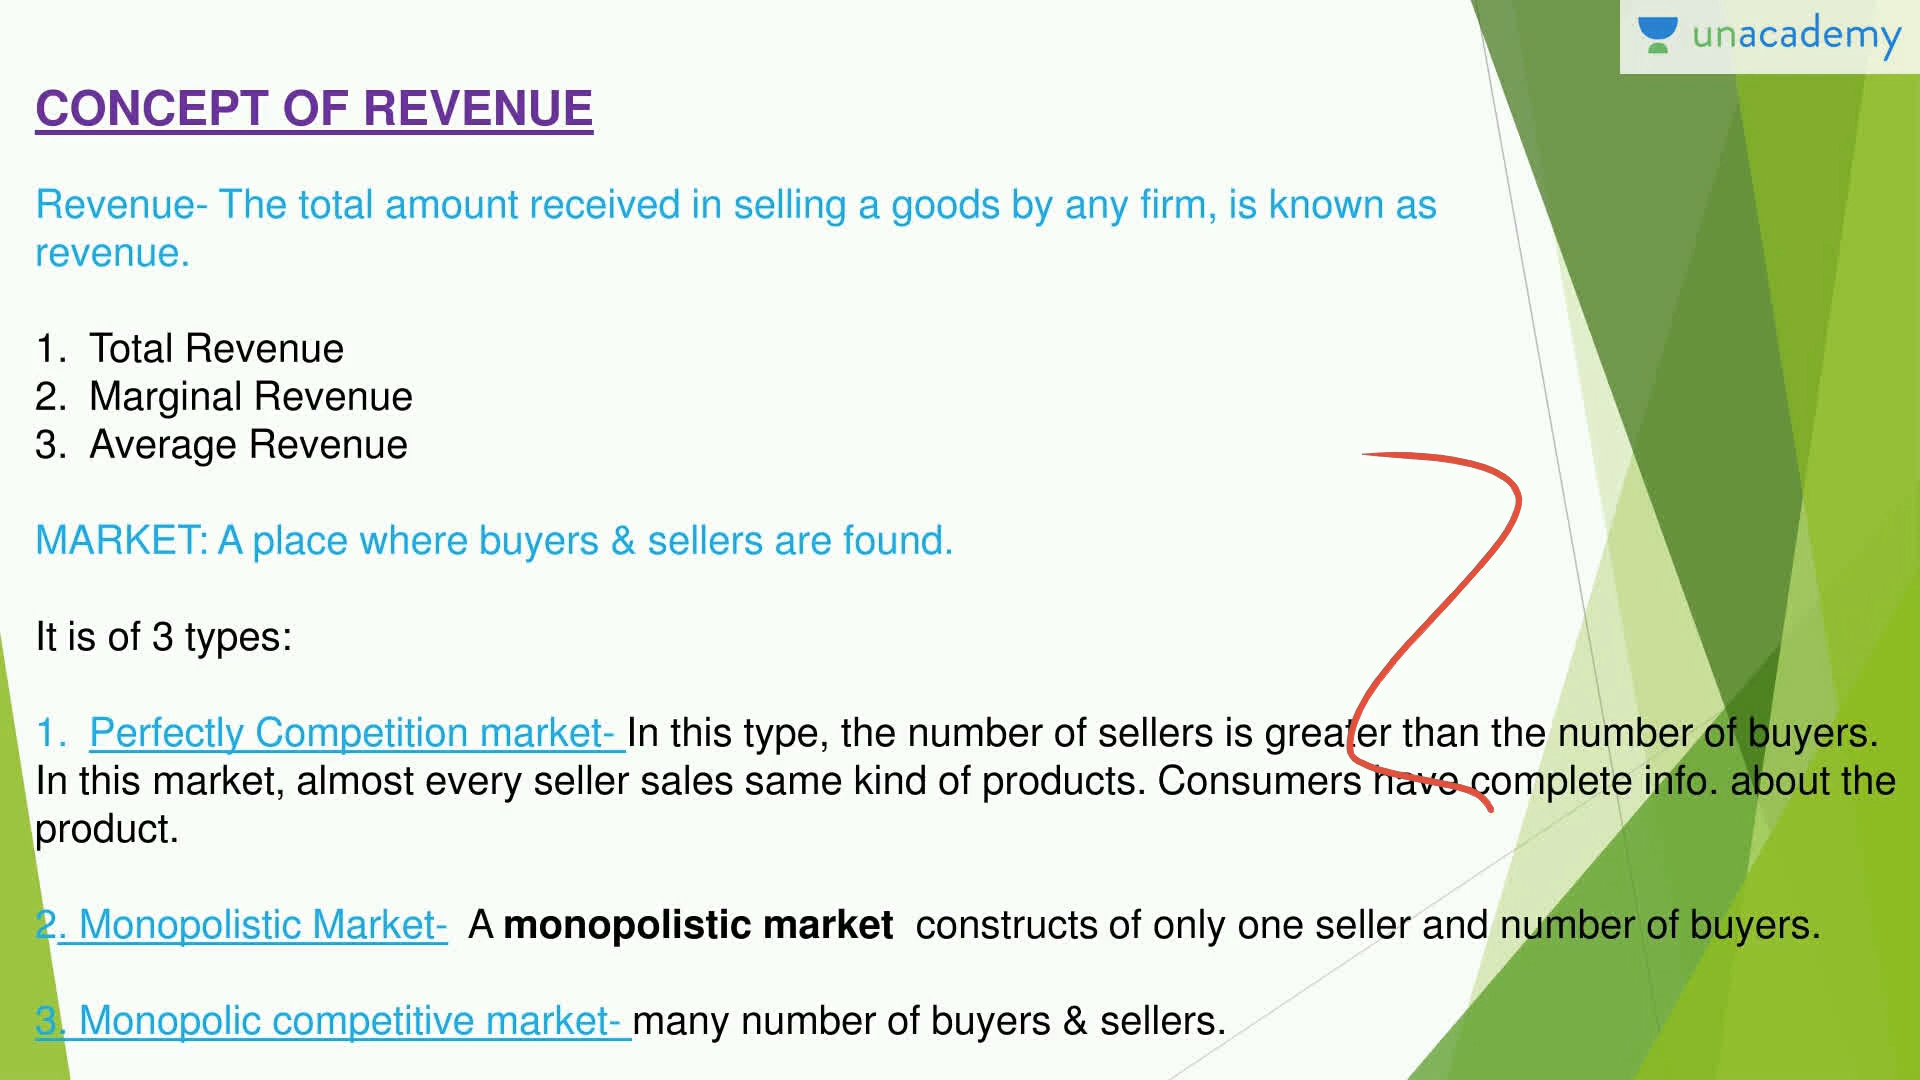 unacademy
CONCEPT OF REVENUE
Revenue- The total amount received in selling a goods by any firm, is known as
revenue.
1. Total Revenue
2. Marginal Revenue
3. Average Revenue
MARKET: A place where buyers & sellers are found.
It is of 3 types:
1. Perfectly Competition market- In this type, the number of sellers is greater than the number of buyers.
In this market, almost every seller sales same kind of products. Consumers have complete info. about the
product.
2. Monopolistic Market- A monopolistic market constructs of only one seller and number of buyers.
3. Monopolic competitive market- many number of buyers & sellers.